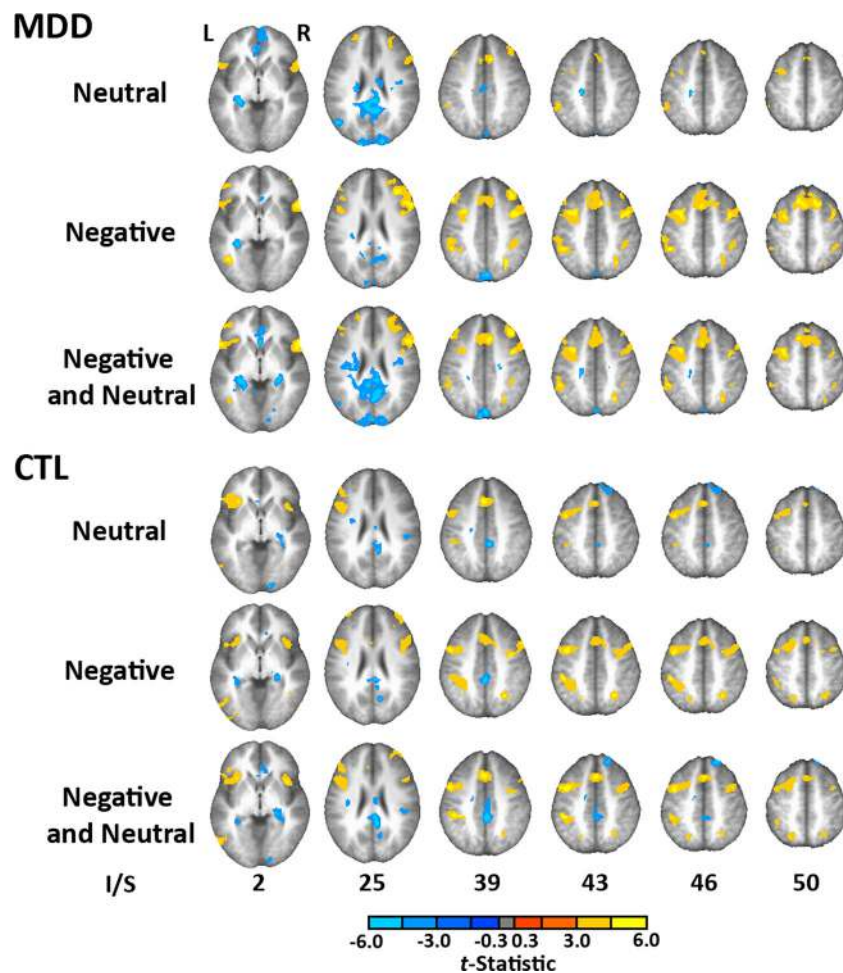 MDD
L R
Neutral
Negative
Negative
and Neutral
CTL
Neutral
Negative
Negative
and Neutral
I/S 2 25 39 43 46 50
-6.0 -3.0 -0.3 0.3 3.0 6.0
t-Statistic